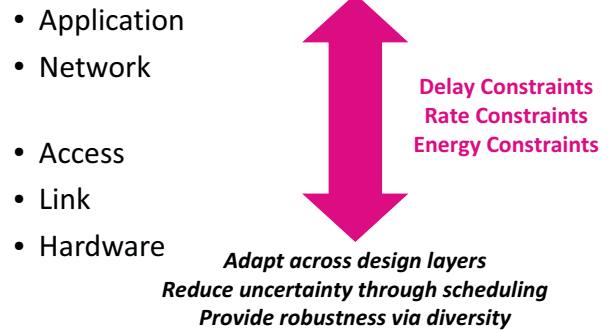 • Application
• Network
Delay Constraints
Rate Constraints
Energy Constraints
• Access
• Link
• Hardware
Adapt across design layers
Reduce uncertainty through scheduling
Provide robustness via diversity